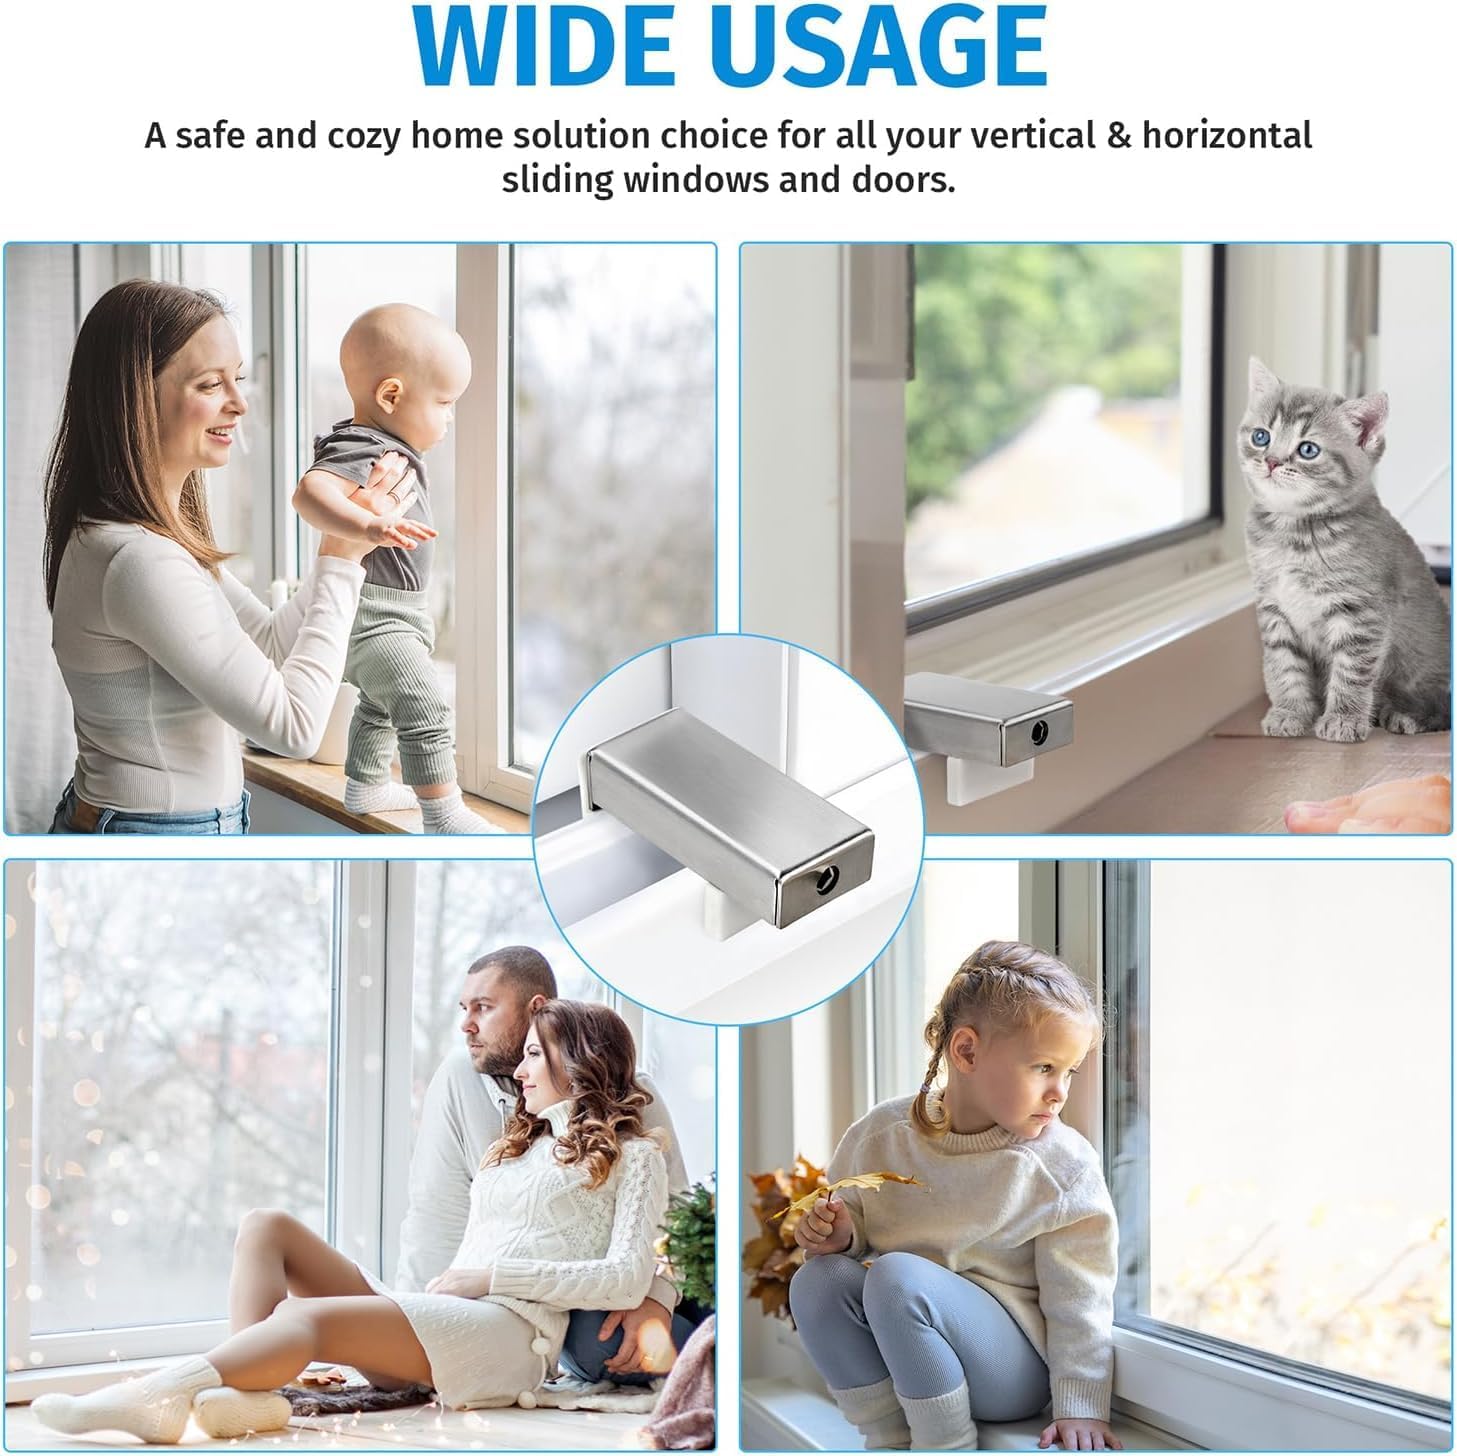 WIDE USAGE
A safe and cozy home solution choice for all your vertical & horizontal
sliding windows and doors.